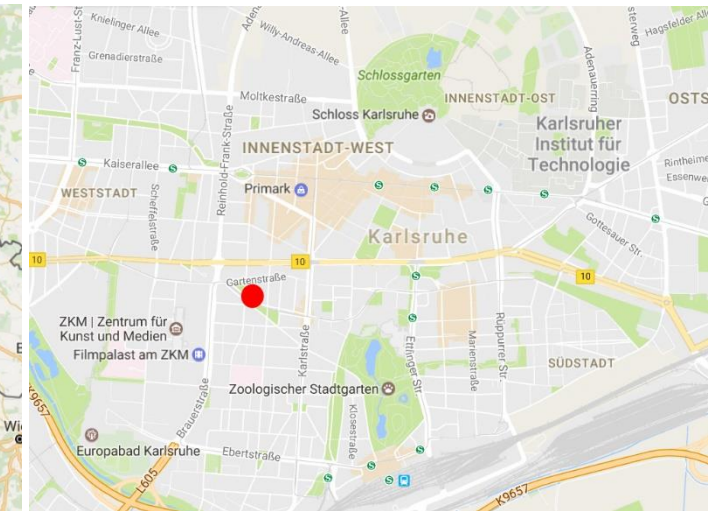 Knielinger Allee
Willy-Andreas-Allee
-Allee
Adenauerring
Hagsfelder
Franz-Lust-St
Grenadierstraße
Schlossgarten
Moltkestraße
INNENSTADT-OST
OSTS
Schloss Karlsruhe
Karlsruher
Institut für
Technologie
INNENSTADT-WEST
Reinhold-Frank-Straße
Kaiserallee
S
S
S
S
S
S
S
Rintheime
Essenwe
WESTSTADT
Scheffelstraße
Primark
Gottesauer Str.
Karlsruhe
10
10
10
Gartenstraße
S
ZKM | Zentrum für
Kunst und Medien
Filmpalast am ZKM
S
Karlstraße
Ettlinger Str
Marienstraße
Rüppurrer Str.
SÜDSTADT
Zoologischer Stadtgarten
K9657
Wi
Brauerstraße
Klosestraße
Europabad Karlsruhe
Ebertstraße
L605
S
S
S
S
K9657